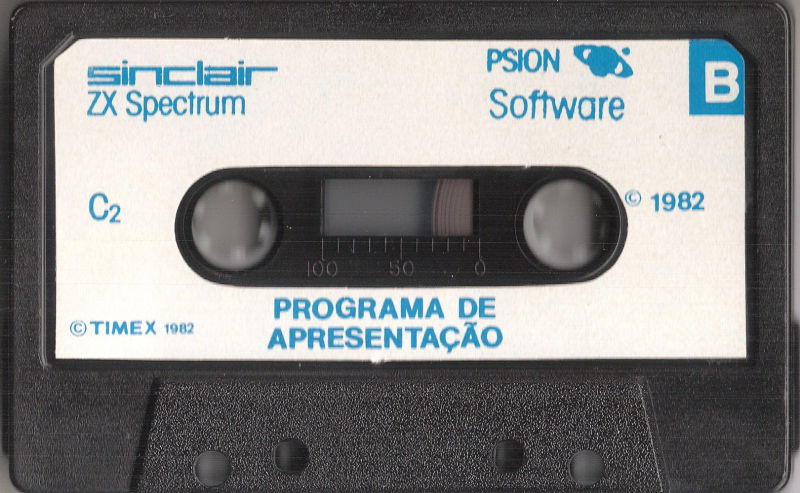 sinclair
ZX Spectrum
PSION
Software
B
C2
© 1982
100 50 0
© TIMEX 1982
PROGRAMA DE
APRESENTAÇÃO